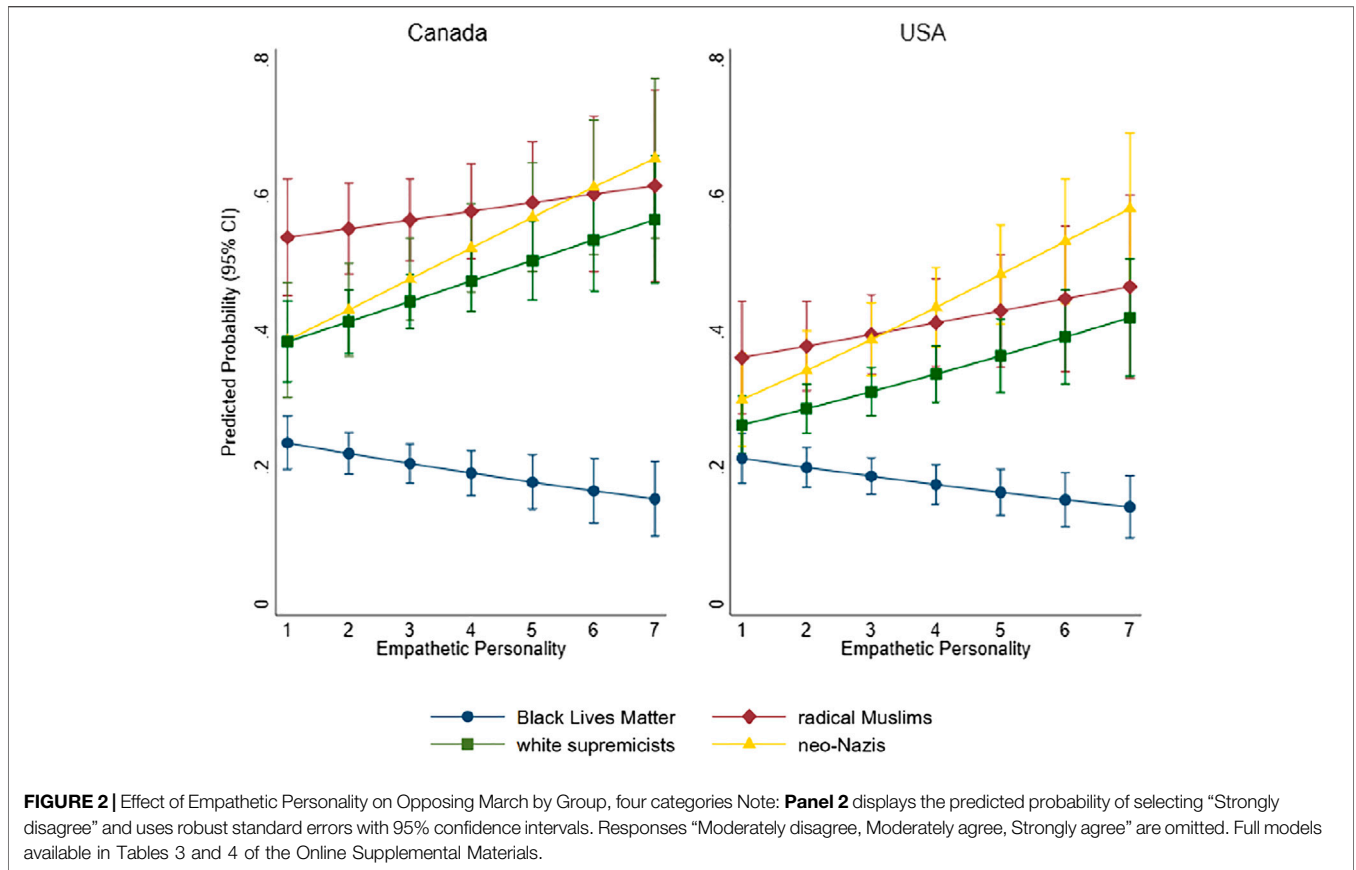 Canada
USA
Predicted Probability (95% CI)
.8
.6
.4
.2
0
1 2 3 4 5 6 7
Empathetic Personality
.8
.6
.4
.2
0
1 2 3 4 5 6 7
Empathetic Personality
Black Lives Matter
radical Muslims
white supremicists
neo-Nazis
FIGURE 2 | Effect of Empathetic Personality on Opposing March by Group, four categories Note: Panel 2 displays the predicted probability of selecting “Strongly
disagree” and uses robust standard errors with 95% confidence intervals. Responses “Moderately disagree, Moderately agree, Strongly agree” are omitted. Full models
available in Tables 3 and 4 of the Online Supplemental Materials.